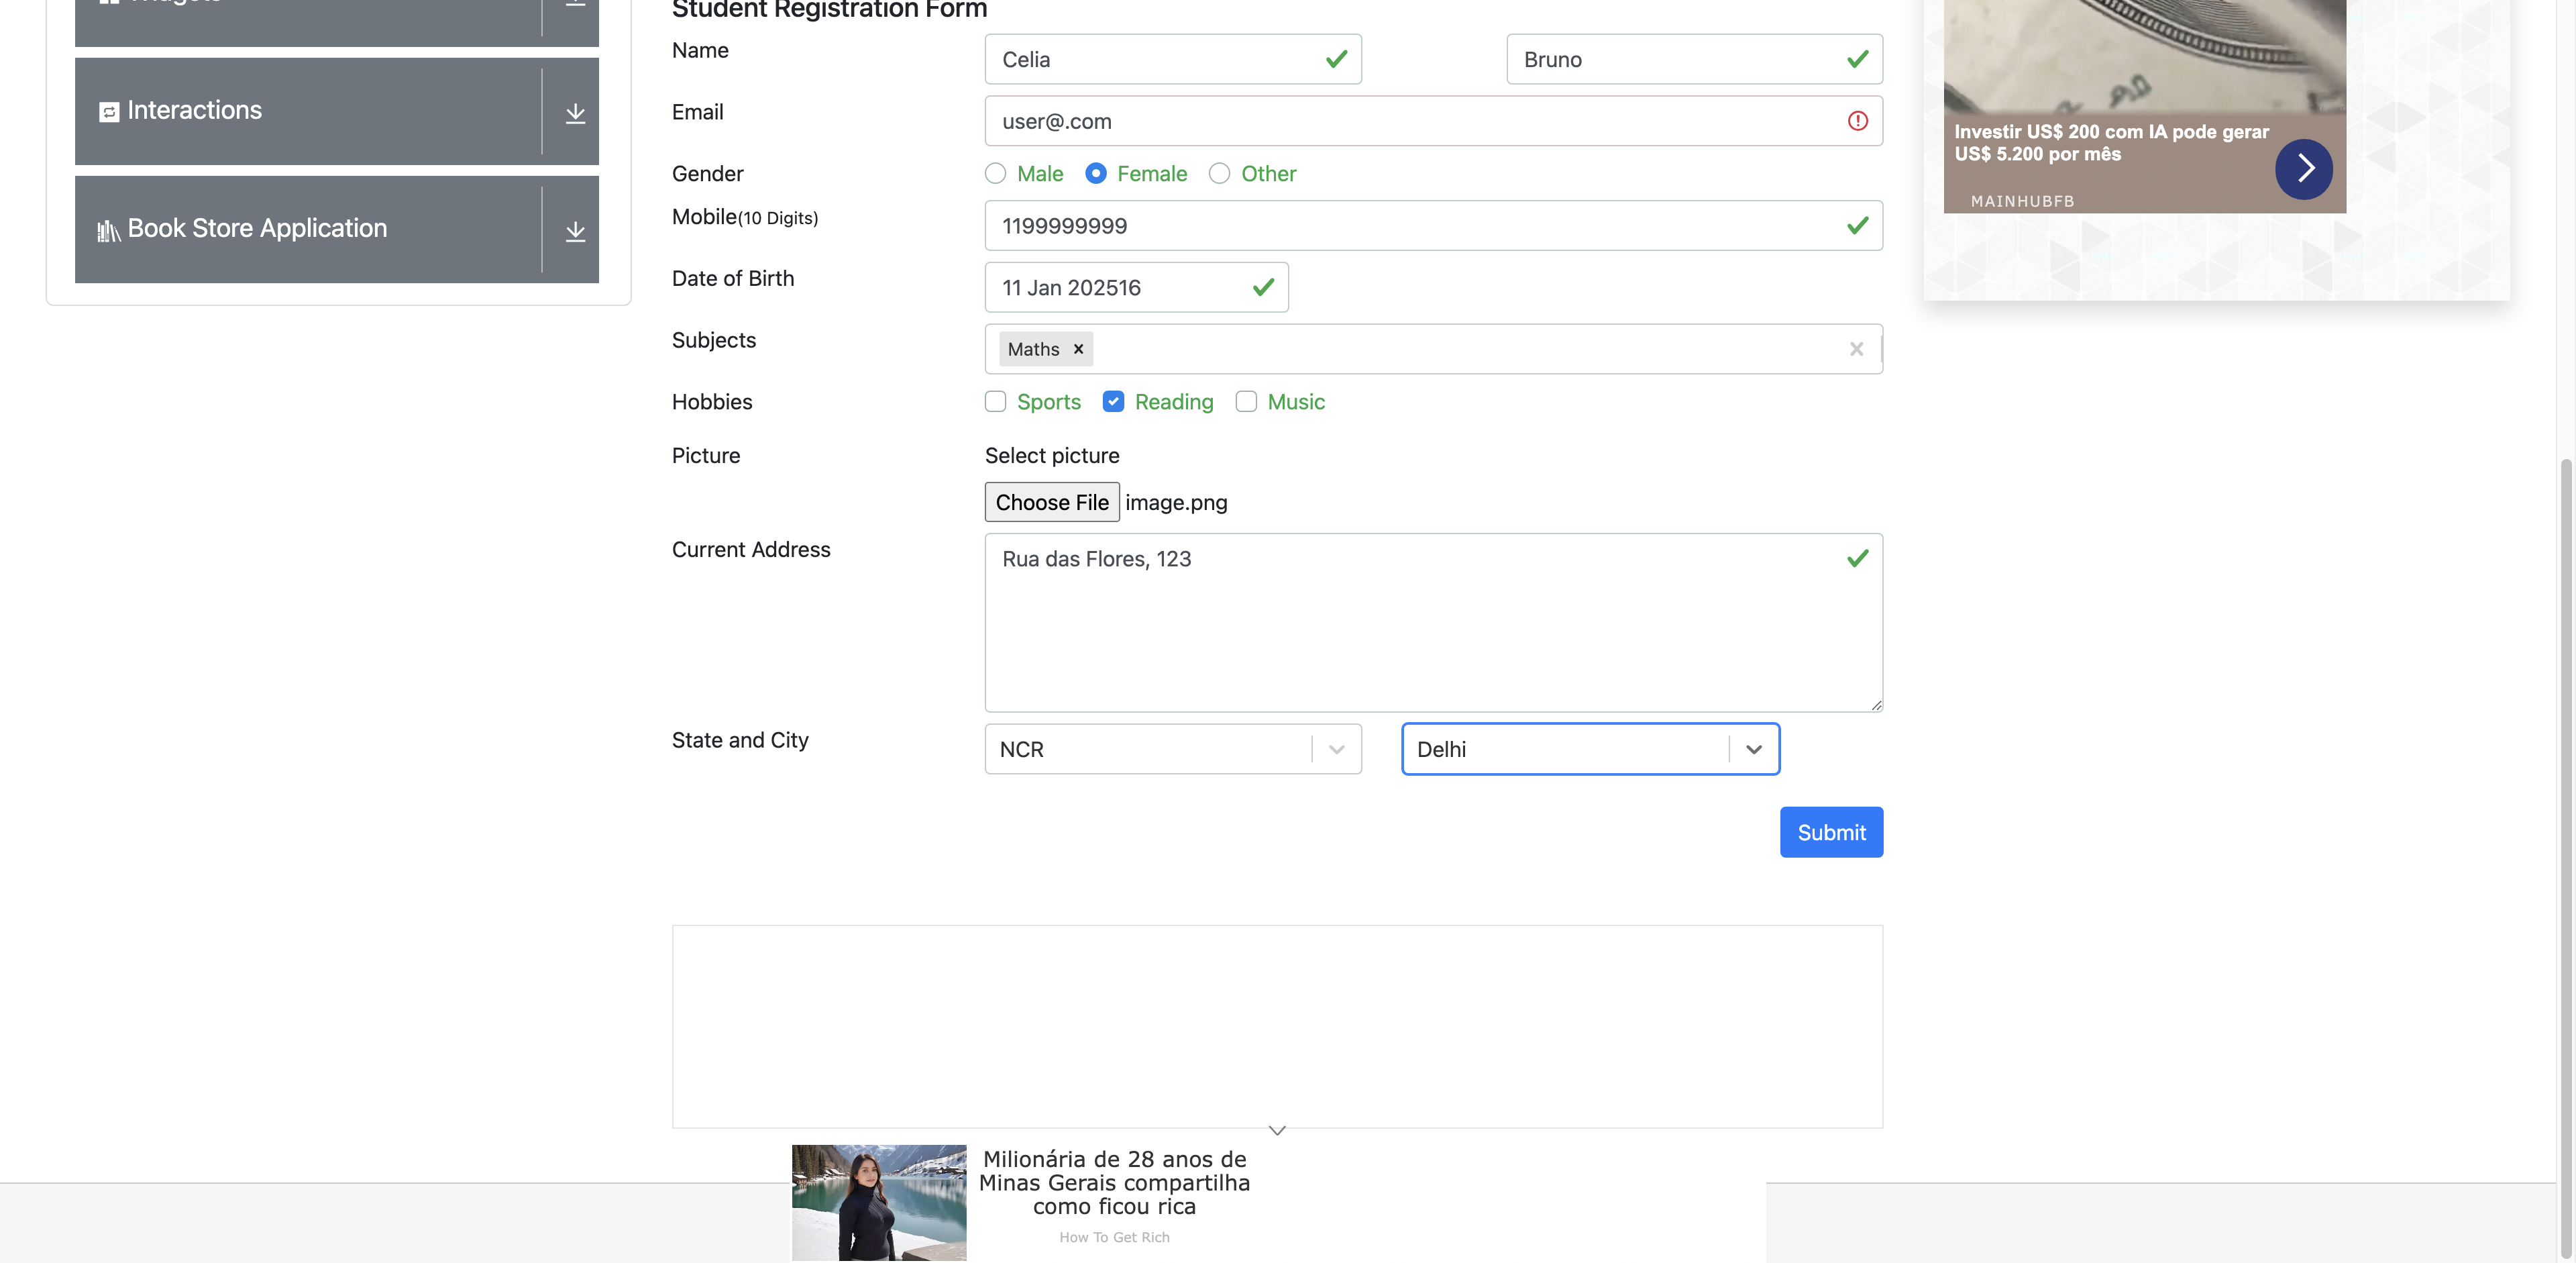 Widgets
Interactions
Book Store Application
Student Registration Form
Name
Celia
Bruno
Email
user@.com
Gender
Male
Female
Other
Mobile(10 Digits)
1199999999
Date of Birth
11 Jan 202516
Subjects
Maths
Hobbies
Sports
Reading
Music
Picture
Select picture
Choose File image.png
Current Address
Rua das Flores, 123
State and City
NCR
Delhi
Submit
Investir US$ 200 com IA pode gerar
US$ 5.200 por mês
MAINHUBFB
Milionária de 28 anos de
Minas Gerais compartilha
como ficou rica
How To Get Rich